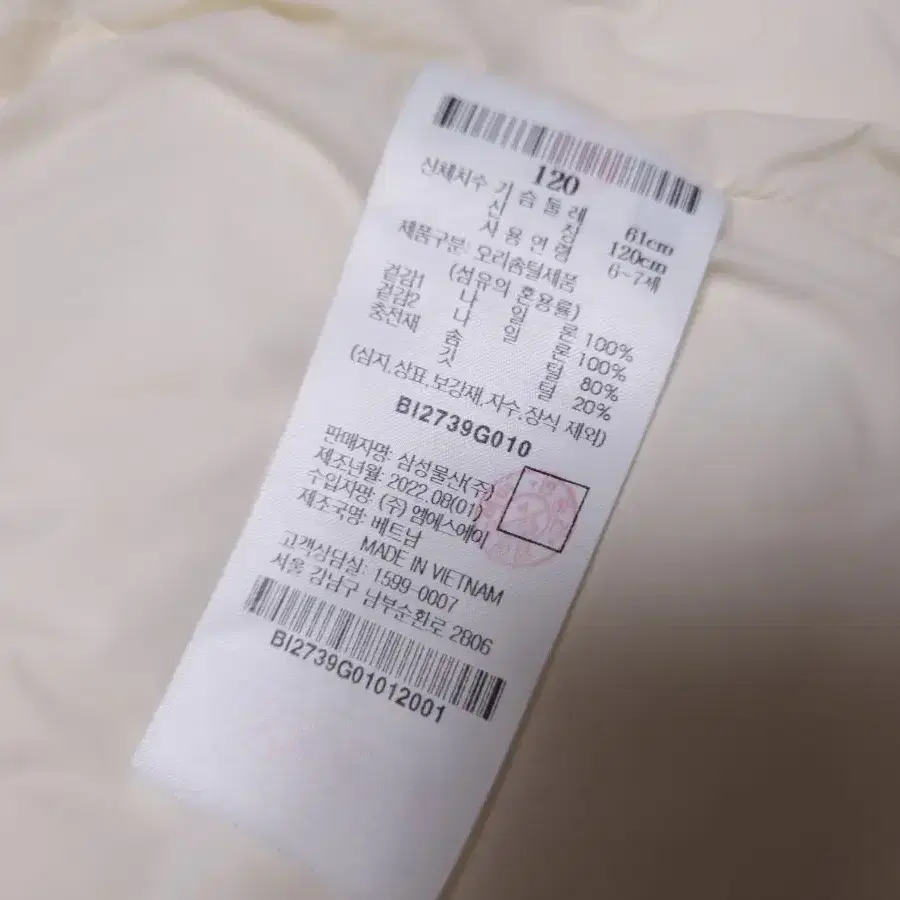 120
신체치수 가 슴 둘 레 61cm
신 장 120cm
사 용 연 령 6~7세
제품구분: 오리솜털제품
(섬유의 혼용률)
겉감1 나 일 론 100%
겉감2 나 일 론 100%
충전재 솜 털 80%
깃 털 20%
(심지,상표,보강재,자수,장식 제외)
BI2739G010
판매자명: 삼성물산(주)
제조년월: 2022.08(01)
수입자명: (주) 엠에스에이
제조국명: 베트남
MADE IN VIETNAM
고객상담실: 1599-0007
서울 강남구 남부순환로 2806
BI2739G01012001